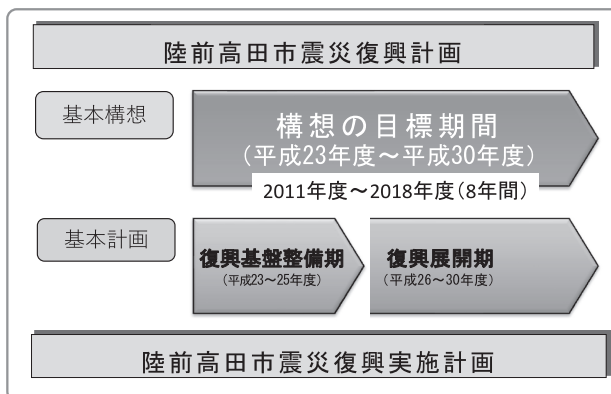 陸前高田市震災復興計画
基本構想
構想の目標期間
(平成23年度～平成30年度)
2011年度～2018年度(8年間)
基本計画
復興基盤整備期
(平成23～25年度)
復興展開期
(平成26～30年度)
陸前高田市震災復興実施計画